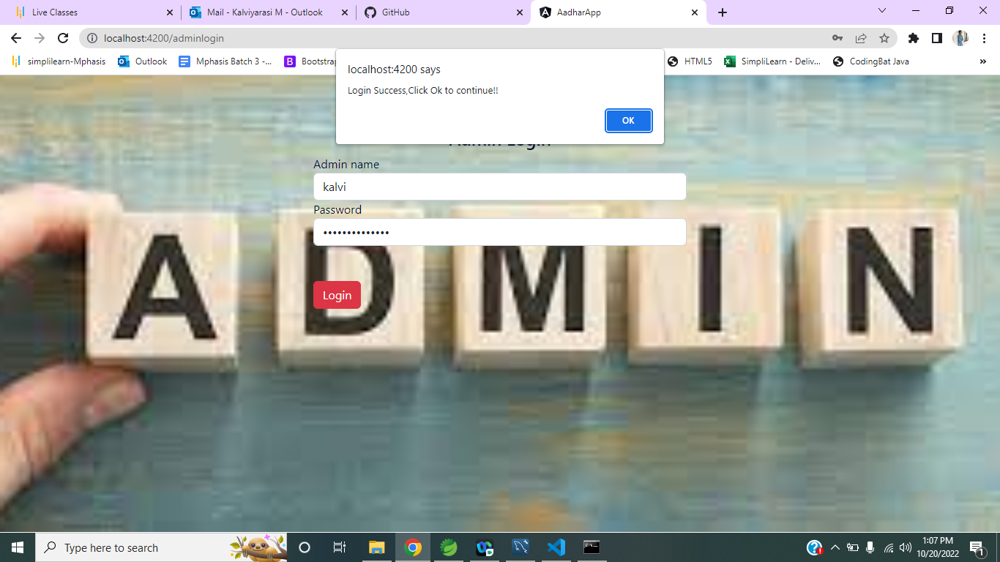 Live Classes
Mail - Kalviyarasi M - Outlook
GitHub
AadharApp
localhost:4200/adminlogin
simplilearn-Mphasis
Outlook
Mphasis Batch 3 -...
Bootstrap
HTML5
SimpliLearn - Deliv...
CodingBat Java
»
localhost:4200 says
Login Success,Click Ok to continue!!
OK
Admin Login
Admin name
kalvi
Password
••••••••••••••
Login
A D M I N
Type here to search
1:07 PM
10/20/2022
1